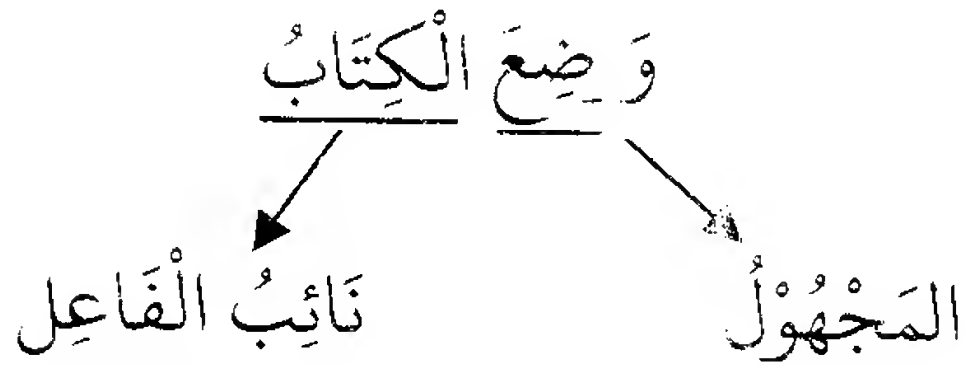 وَ ضِعَ الْكِتَابُ
المَجْهُوْلُ نَائِبُ الْفَاعِل